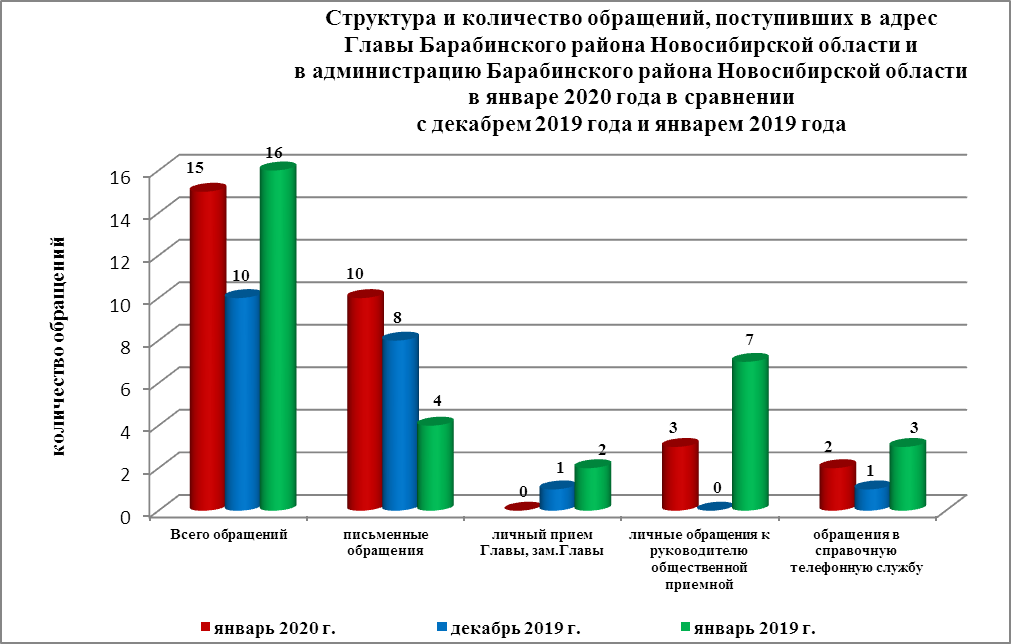 Структура и количество обращений, поступивших в адрес
Главы Барабинского района Новосибирской области и
в администрацию Барабинского района Новосибирской области
в январе 2020 года в сравнении
с декабрем 2019 года и январем 2019 года
количество обращений
16
14
12
10
8
6
4
2
0
15
10
16
10
8
4
0
1
2
3
0
7
2
1
3
Всего обращений
письменные
обращения
личный прием
Главы, зам.Главы
личные обращения к
руководителю
общественной
приемной
обращения в
справочную
телефонную службу
январь 2020 г.
декабрь 2019 г.
январь 2019 г.